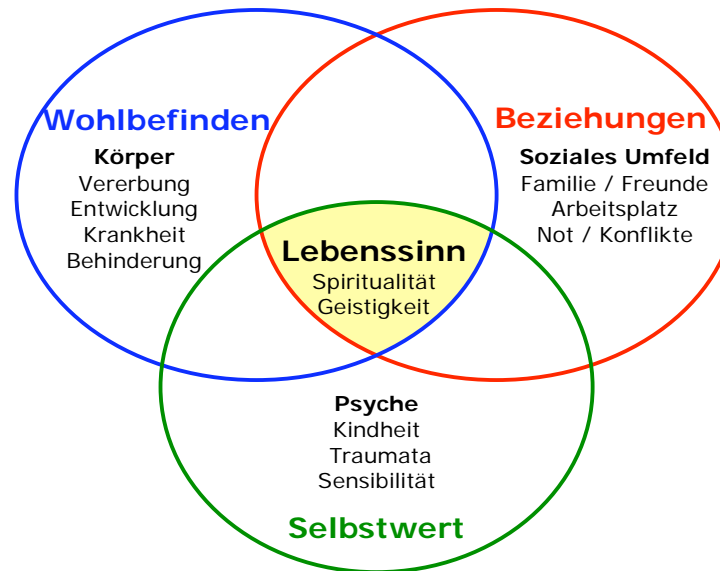 Wohlbefinden
Körper
Vererbung
Entwicklung
Krankheit
Behinderung
Beziehungen
Soziales Umfeld
Familie / Freunde
Arbeitsplatz
Not / Konflikte
Lebenssinn
Spiritualität
Geistigkeit
Psyche
Kindheit
Traumata
Sensibilität
Selbstwert